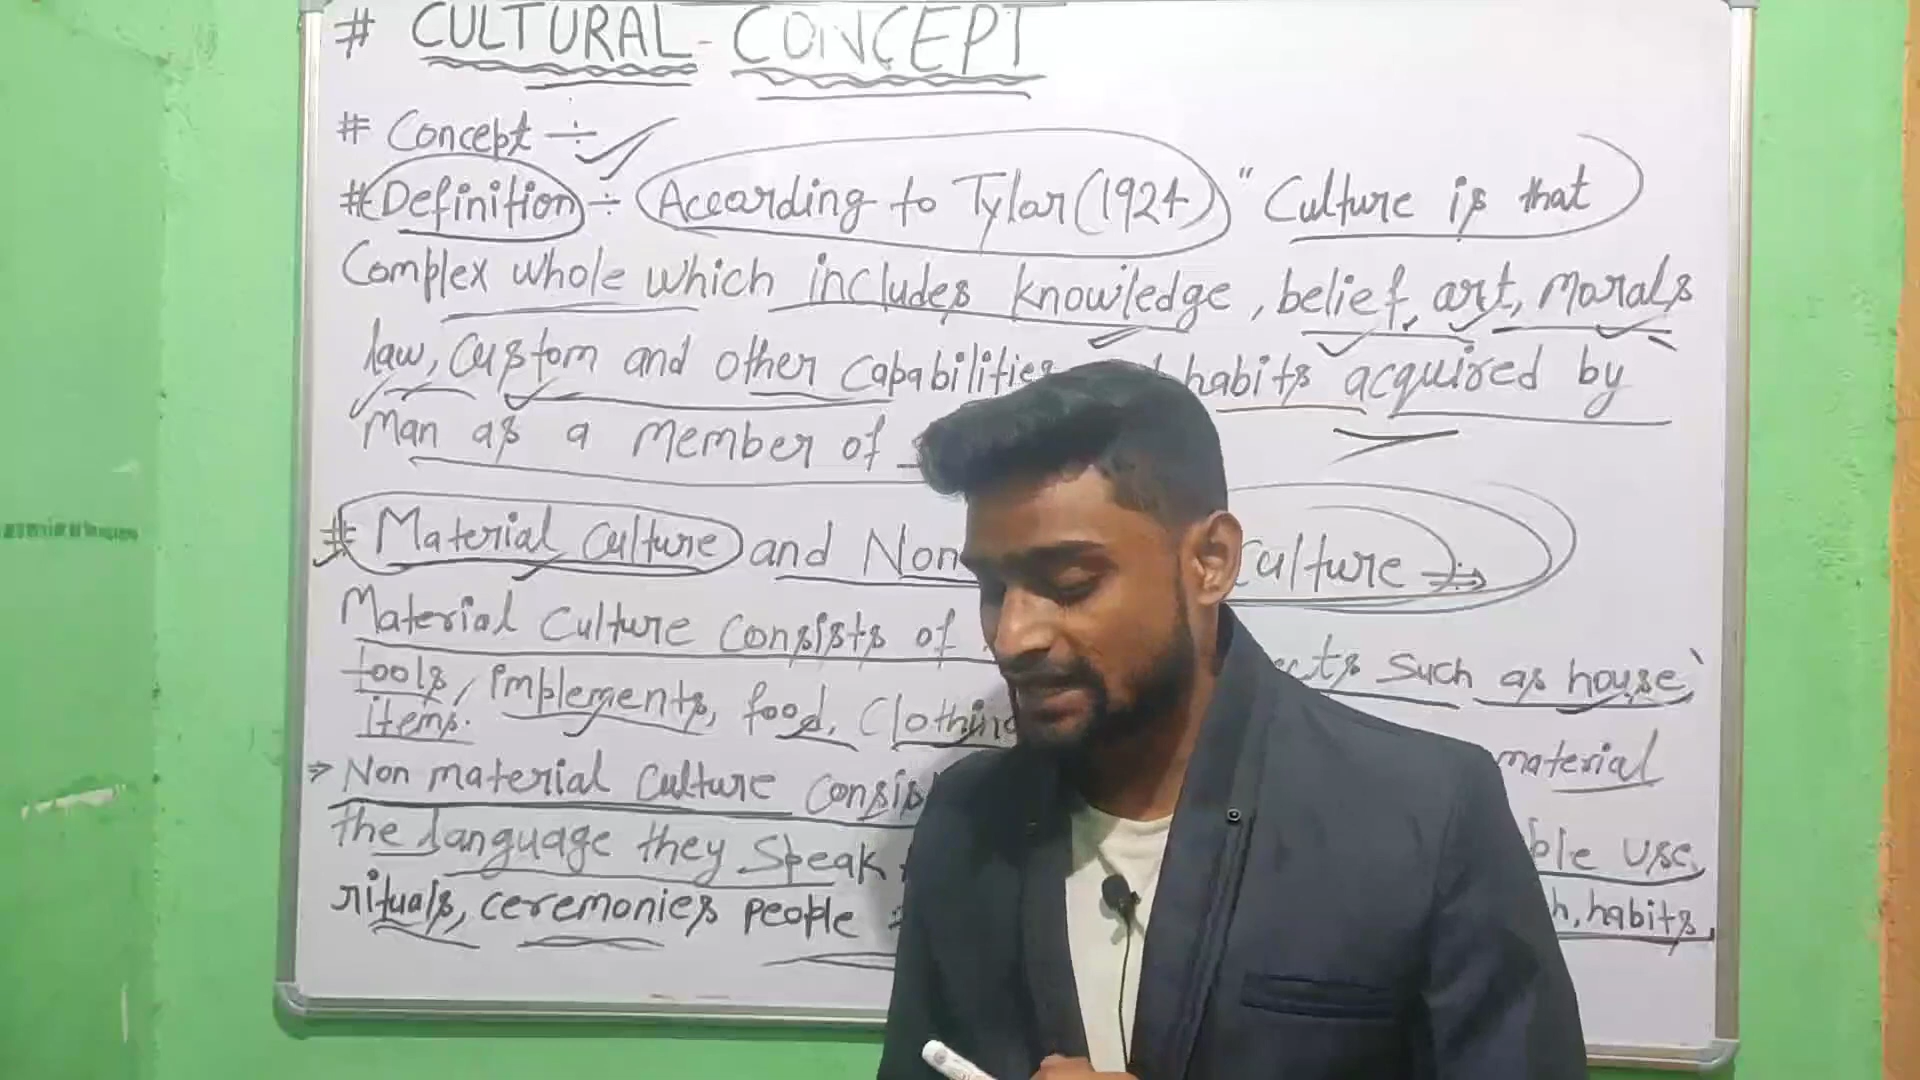 # CULTURAL CONCEPT
# Concept ÷
# Definition ÷ According to Tylor (1924) "Culture is that
Complex whole which includes knowledge, belief, art, Morals
law, Custom and other capabilities habits acquired by
Man as a Member of
# Material Culture and Non Culture ⇒
Material Culture Consists of such as house
tools, implements, food, Clothing
items.
⇒ Non material Culture Consis material
the language they Speak ble use,
rituals, ceremonies people h, habits,